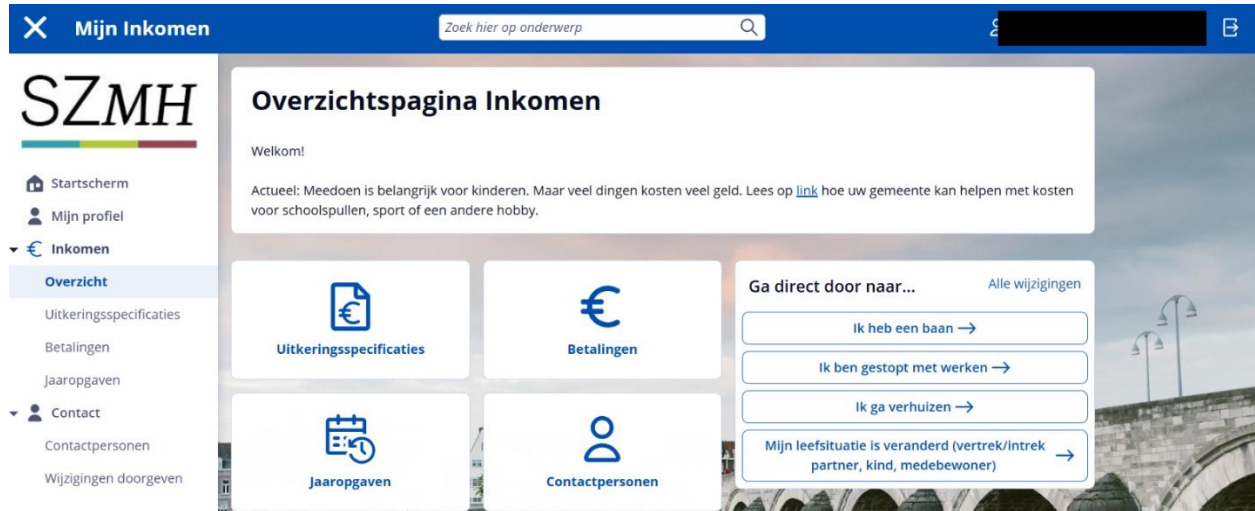 Mijn Inkomen
Zoek hier op onderwerp
SZMH
Startscherm
Mijn profiel
Inkomen
Overzicht
Uitkeringsspecificaties
Betalingen
Jaaropgaven
Contact
Contactpersonen
Wijzigingen doorgeven
Overzichtspagina Inkomen
Welkom!
Actueel: Meedoen is belangrijk voor kinderen. Maar veel dingen kosten veel geld. Lees op link hoe uw gemeente kan helpen met kosten
voor schoolspullen, sport of een andere hobby.
Uitkeringsspecificaties
Betalingen
Jaaropgaven
Contactpersonen
Ga direct door naar...
Alle wijzigingen
Ik heb een baan →
Ik ben gestopt met werken →
Ik ga verhuizen →
Mijn leefsituatie is veranderd (vertrek/intrek
partner, kind, medebewoner) →